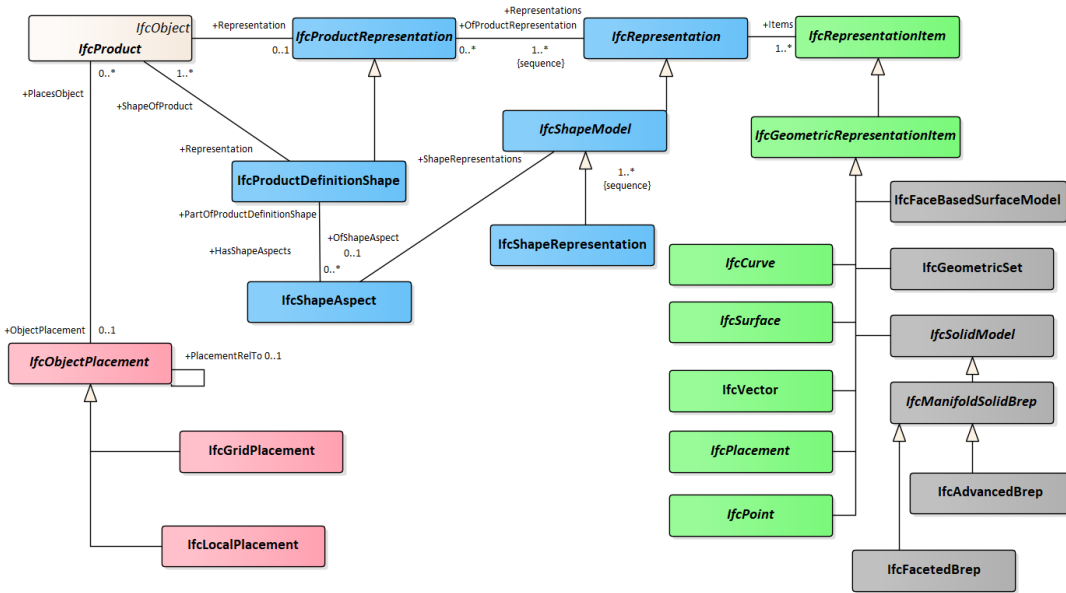 IfcObject
IfcProduct
+Representation
0..1
IfcProductRepresentation
+Representations
+OfProductRepresentation
0..*
1..*
{sequence}
IfcRepresentation
+Items
1..*
IfcRepresentationItem
0..*
1..*
+PlacesObject
+ShapeOfProduct
+Representation
IfcProductDefinitionShape
IfcShapeModel
+ShapeRepresentations
1..*
{sequence}
IfcGeometricRepresentationItem
+PartOfProductDefinitionShape
+HasShapeAspects
0..*
+OfShapeAspect
0..1
IfcShapeRepresentation
IfcShapeAspect
IfcFaceBasedSurfaceModel
IfcCurve
IfcGeometricSet
IfcSurface
IfcSolidModel
+ObjectPlacement
0..1
IfcObjectPlacement
+PlacementRelTo 0..1
IfcVector
IfcManifoldSolidBrep
IfcGridPlacement
IfcPlacement
IfcAdvancedBrep
IfcPoint
IfcLocalPlacement
IfcFacetedBrep